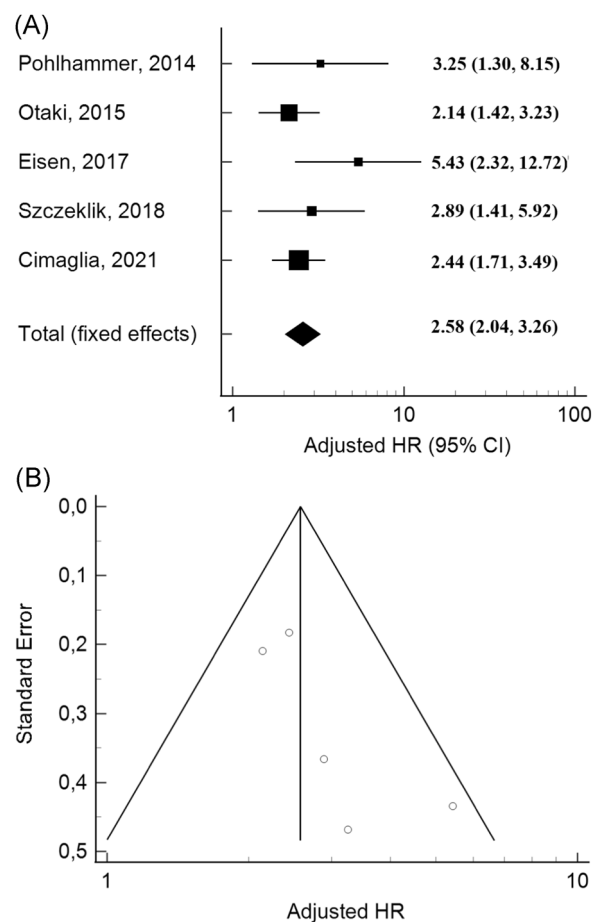 (A)
Pohlhammer, 2014 3.25 (1.30, 8.15)
Otaki, 2015 2.14 (1.42, 3.23)
Eisen, 2017 5.43 (2.32, 12.72)
Szczeklik, 2018 2.89 (1.41, 5.92)
Cimaglia, 2021 2.44 (1.71, 3.49)
Total (fixed effects) 2.58 (2.04, 3.26)
1 10 100
Adjusted HR (95% CI)
(B)
0,0
0,1
0,2
0,3
0,4
0,5
Standard Error
1 10
Adjusted HR